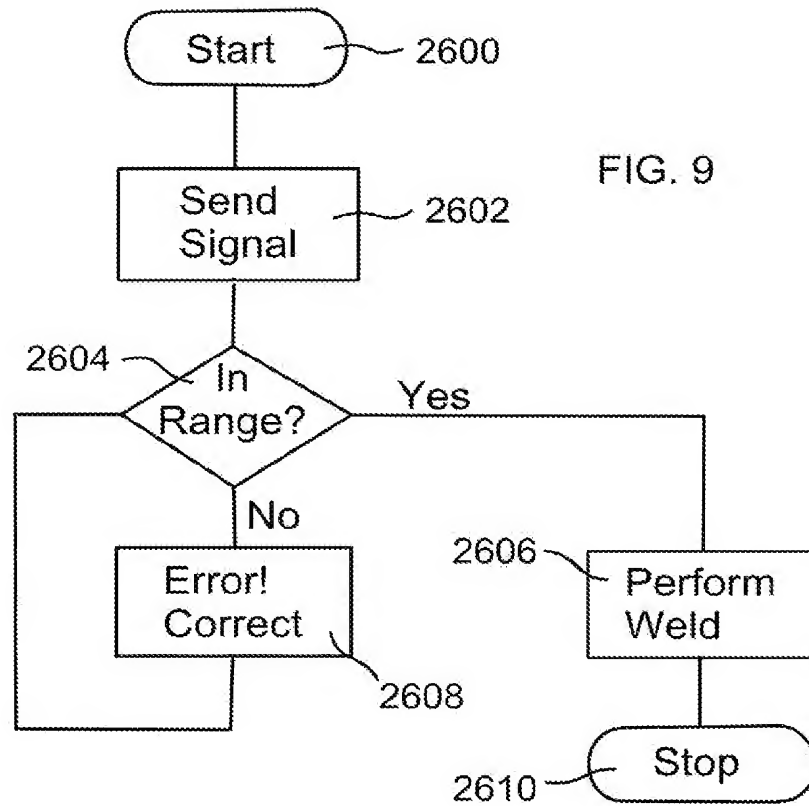 Start
2600
FIG. 9
Send
Signal
2602
2604
In
Range?
Yes
No
Error!
Correct
2608
2606
Perform
Weld
Stop
2610